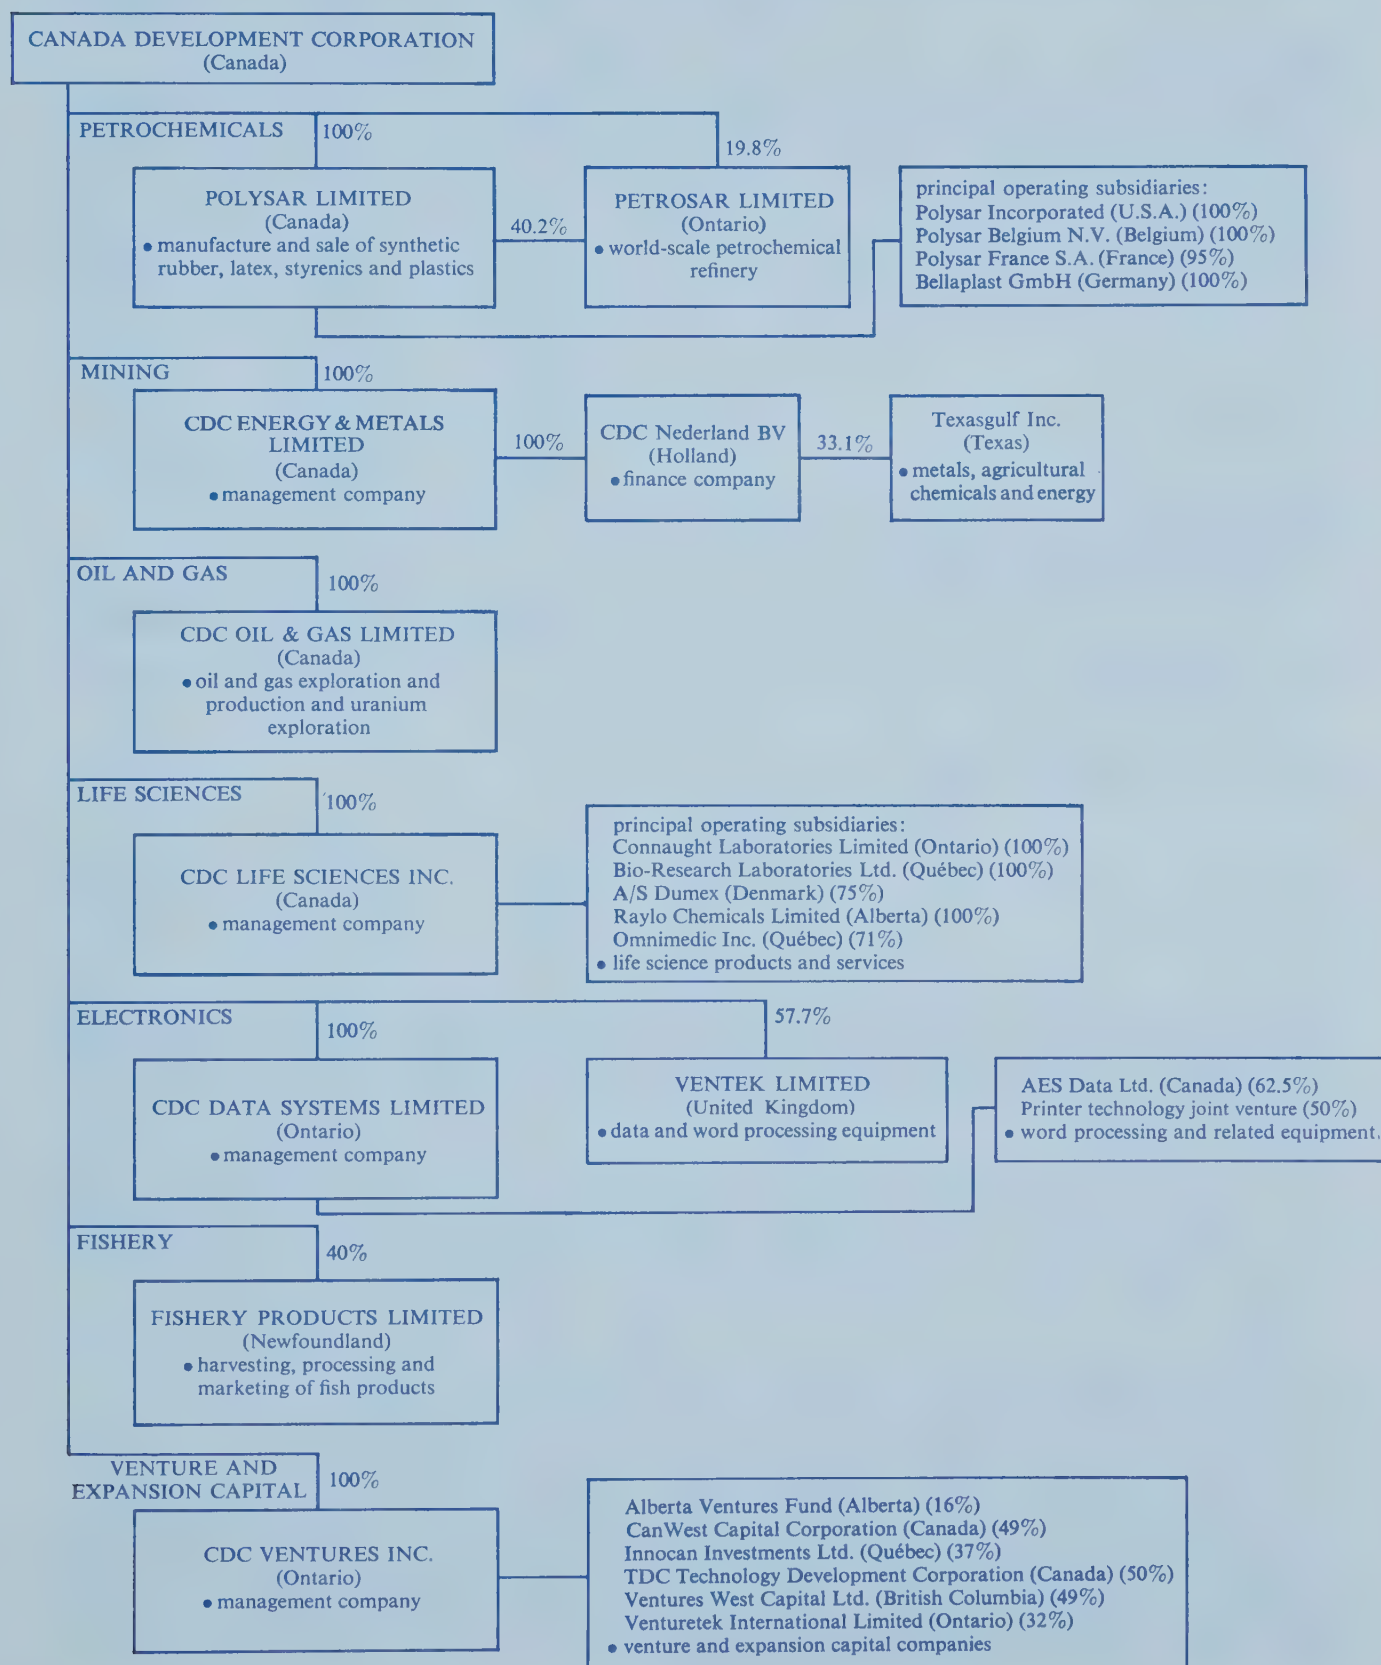 CANADA DEVELOPMENT CORPORATION
(Canada)
PETROCHEMICALS
100%
19.8%
POLYSAR LIMITED
(Canada)
• manufacture and sale of synthetic
rubber, latex, styrenics and plastics
40.2%
PETROSAR LIMITED
(Ontario)
• world-scale petrochemical
refinery
principal operating subsidiaries:
Polysar Incorporated (U.S.A.) (100%)
Polysar Belgium N.V. (Belgium) (100%)
Polysar France S.A. (France) (95%)
Bellaplast GmbH (Germany) (100%)
MINING
100%
CDC ENERGY & METALS
LIMITED
(Canada)
• management company
100%
CDC Nederland BV
(Holland)
• finance company
33.1%
Texasgulf Inc.
(Texas)
• metals, agricultural
chemicals and energy
OIL AND GAS
100%
CDC OIL & GAS LIMITED
(Canada)
• oil and gas exploration and
production and uranium
exploration
LIFE SCIENCES
100%
CDC LIFE SCIENCES INC.
(Canada)
• management company
principal operating subsidiaries:
Connaught Laboratories Limited (Ontario) (100%)
Bio-Research Laboratories Ltd. (Québec) (100%)
A/S Dumex (Denmark) (75%)
Raylo Chemicals Limited (Alberta) (100%)
Omnimedic Inc. (Québec) (71%)
• life science products and services
ELECTRONICS
100%
57.7%
CDC DATA SYSTEMS LIMITED
(Ontario)
• management company
VENTEK LIMITED
(United Kingdom)
• data and word processing equipment
AES Data Ltd. (Canada) (62.5%)
Printer technology joint venture (50%)
• word processing and related equipment.
FISHERY
40%
FISHERY PRODUCTS LIMITED
(Newfoundland)
• harvesting, processing and
marketing of fish products
VENTURE AND
EXPANSION CAPITAL
100%
CDC VENTURES INC.
(Ontario)
• management company
Alberta Ventures Fund (Alberta) (16%)
CanWest Capital Corporation (Canada) (49%)
Innocan Investments Ltd. (Québec) (37%)
TDC Technology Development Corporation (Canada) (50%)
Ventures West Capital Ltd. (British Columbia) (49%)
Venturetek International Limited (Ontario) (32%)
• venture and expansion capital companies